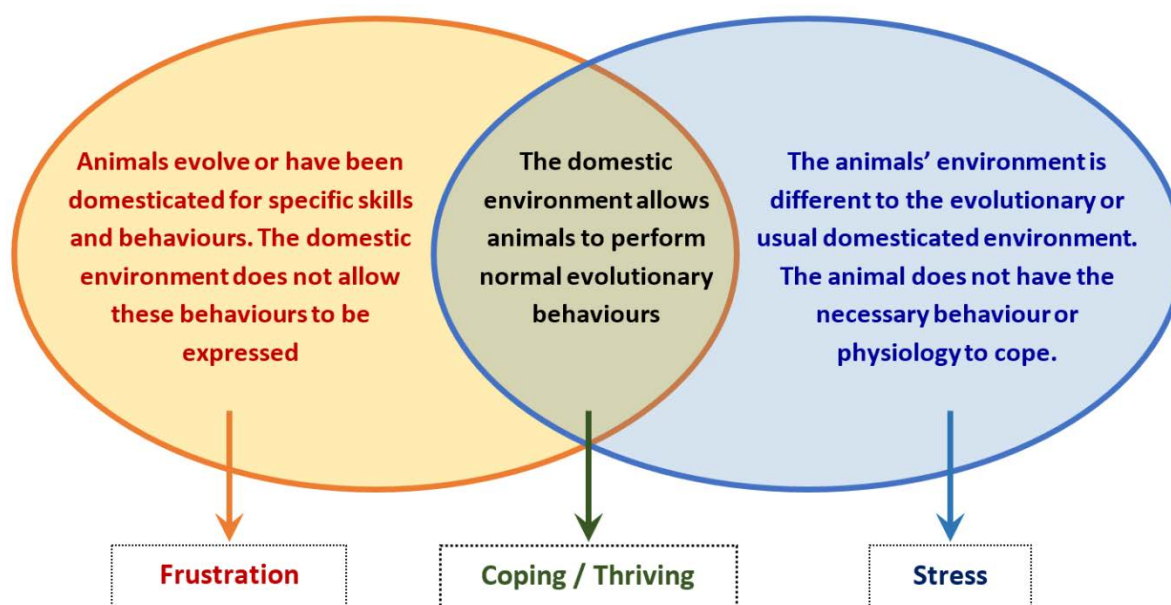 Animals evolve or have been
domesticated for specific skills
and behaviours. The domestic
environment does not allow
these behaviours to be
expressed
The domestic
environment allows
animals to perform
normal evolutionary
behaviours
The animals’ environment is
different to the evolutionary or
usual domesticated environment.
The animal does not have the
necessary behaviour or
physiology to cope.
Frustration
Coping / Thriving
Stress